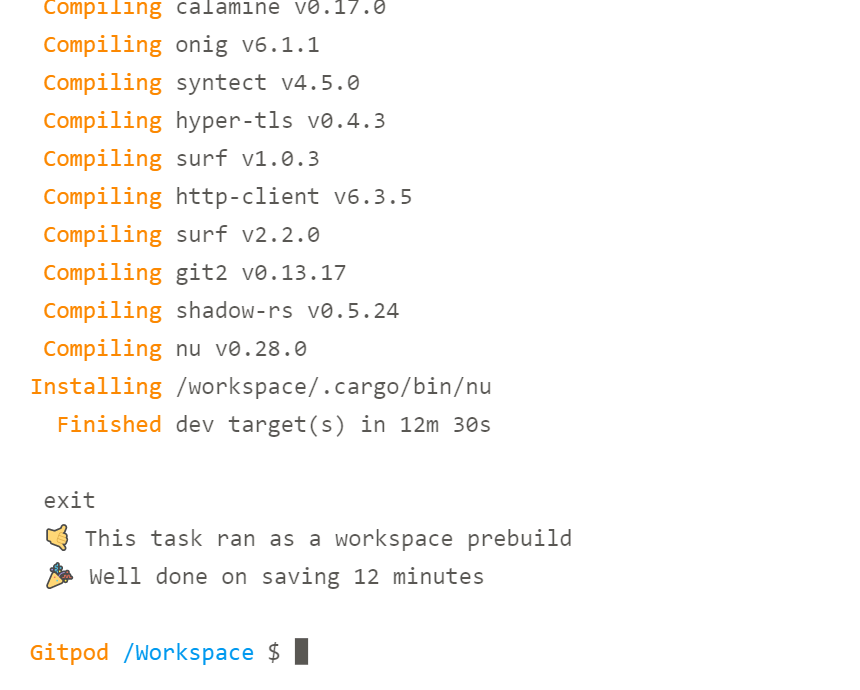 Compiling calamine v0.17.0
Compiling onig v6.1.1
Compiling syntect v4.5.0
Compiling hyper-tls v0.4.3
Compiling surf v1.0.3
Compiling http-client v6.3.5
Compiling surf v2.2.0
Compiling git2 v0.13.17
Compiling shadow-rs v0.5.24
Compiling nu v0.28.0
Installing /workspace/.cargo/bin/nu
Finished dev target(s) in 12m 30s
exit
🤙 This task ran as a workspace prebuild
🎉 Well done on saving 12 minutes
Gitpod /Workspace $